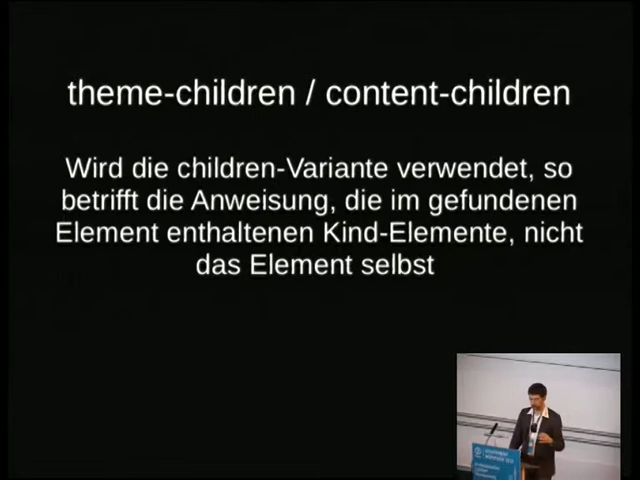 theme-children / content-children
Wird die children-Variante verwendet, so
betrifft die Anweisung, die im gefundenen
Element enthaltenen Kind-Elemente, nicht
das Element selbst